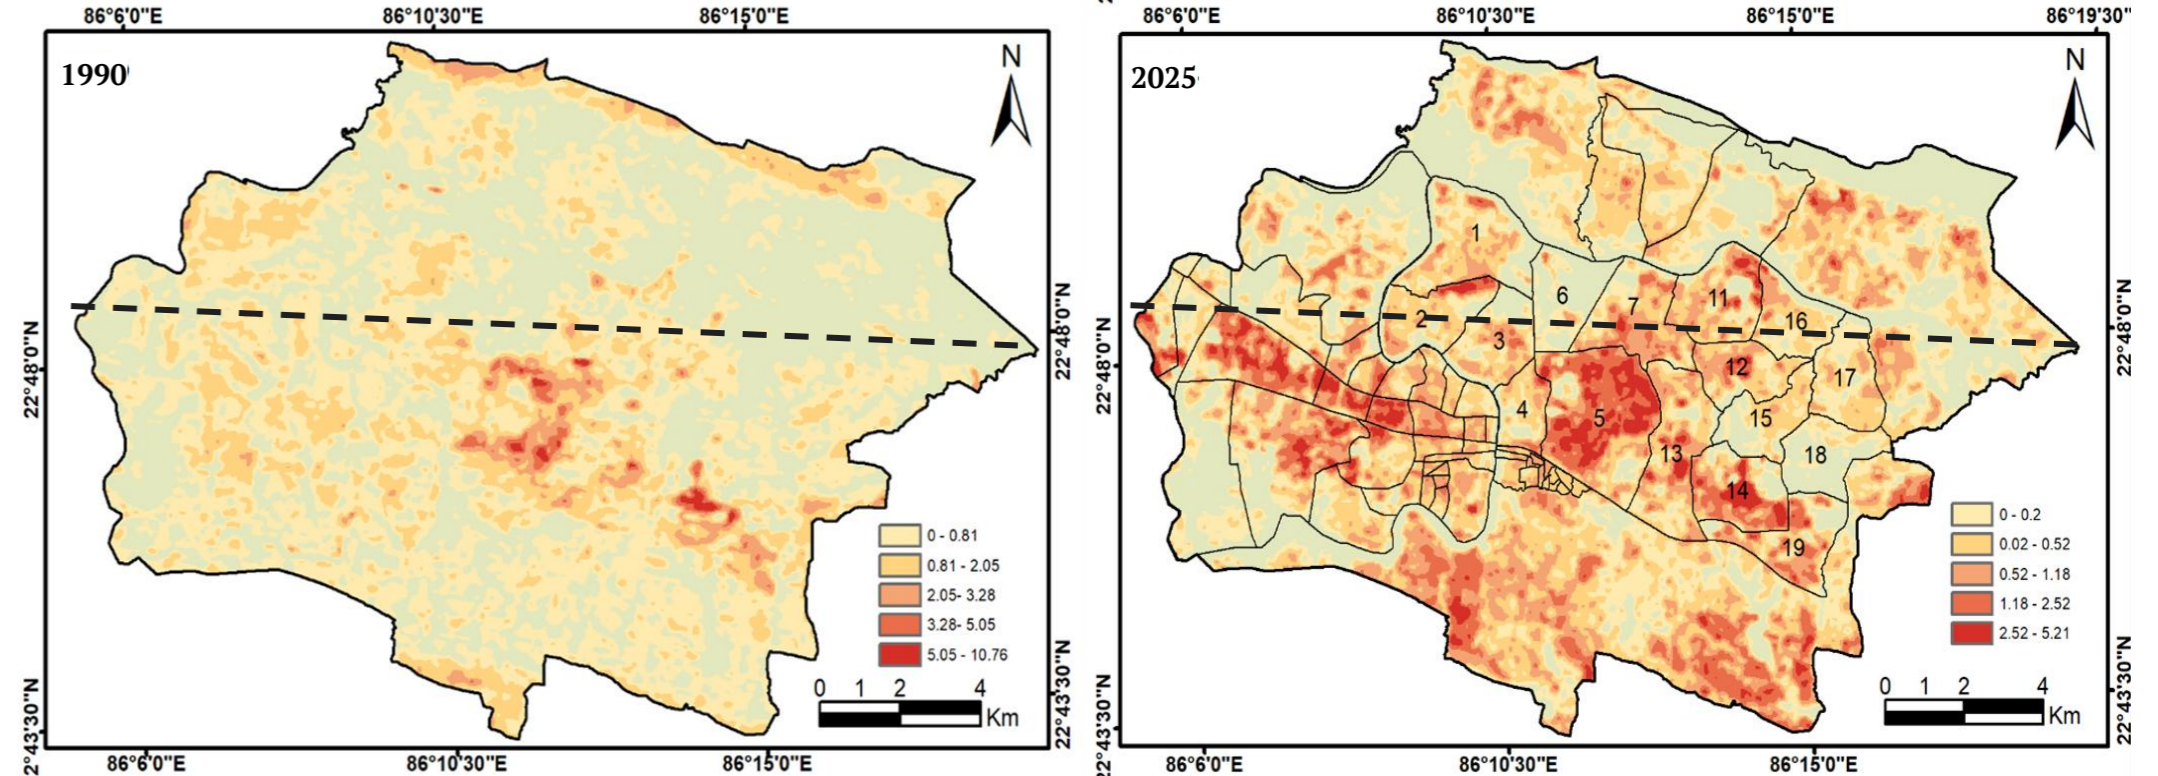 86°6'0"E 86°10'30"E 86°15'0"E
1990
N
22°48'0"N
22°48'0"N
0 - 0.81
0.81 - 2.05
2.05- 3.28
3.28- 5.05
5.05 - 10.76
0 1 2 4
Km
22°43'30"N
22°43'30"N
86°6'0"E 86°10'30"E 86°15'0"E
86°6'0"E 86°10'30"E 86°15'0"E 86°19'30"
2025
N
1
6
11
7
2
16
3
12
17
4
5
15
13
18
14
19
22°48'0"N
22°48'0"N
0 - 0.2
0.02 - 0.52
0.52 - 1.18
1.18 - 2.52
2.52 - 5.21
0 1 2 4
Km
22°43'30"N
22°43'30"N
86°6'0"E 86°10'30"E 86°15'0"E